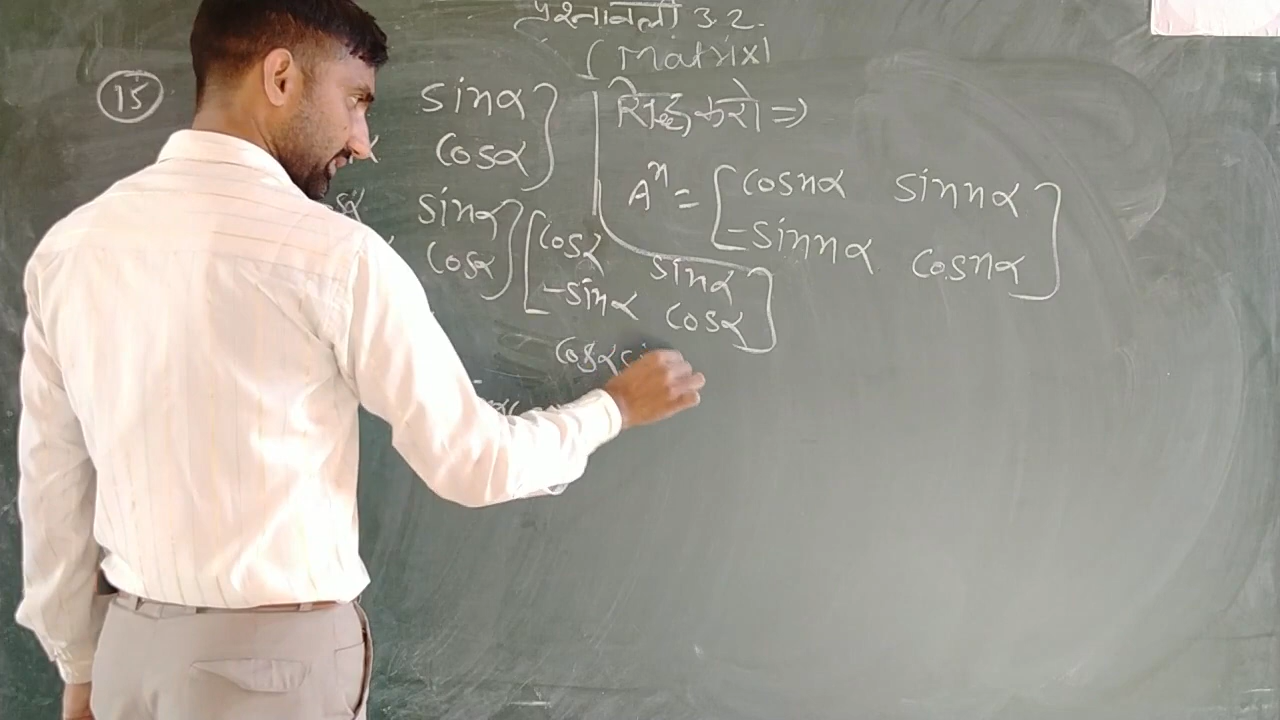 प्रश्नावली 3.2.
(Matrix)
15
sinα
cosα
सिद्ध करो ⇒
Aⁿ = [cosnα sinnα
-sinnα cosnα]
sinα
cosα
[cosα sinα
-sinα cosα]
cosα